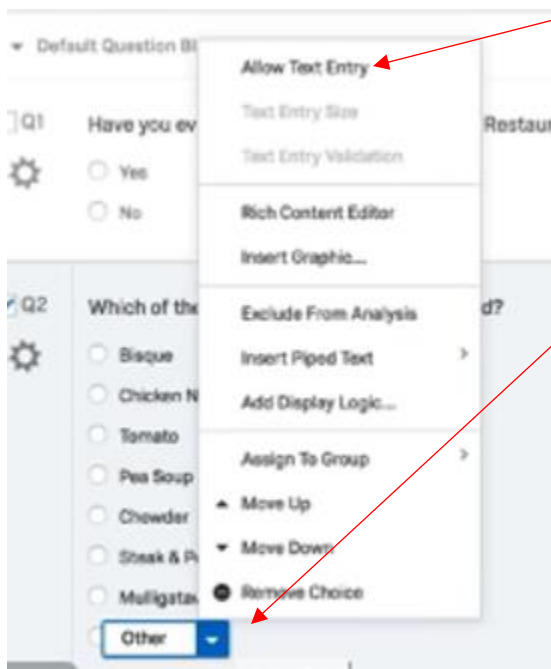 Default Question Bl
Allow Text Entry
Text Entry Size
Text Entry Validation
Q1
Have you ev
Restaur
Yes
No
Rich Content Editor
Insert Graphic...
Q2
Which of the
d?
Exclude From Analysis
Bisque
Insert Piped Text
Chicken N
Add Display Logic...
Tomato
Assign To Group
Pea Soup
Move Up
Chowder
Move Down
Steak & P
Remove Choice
Mulligataw
Other